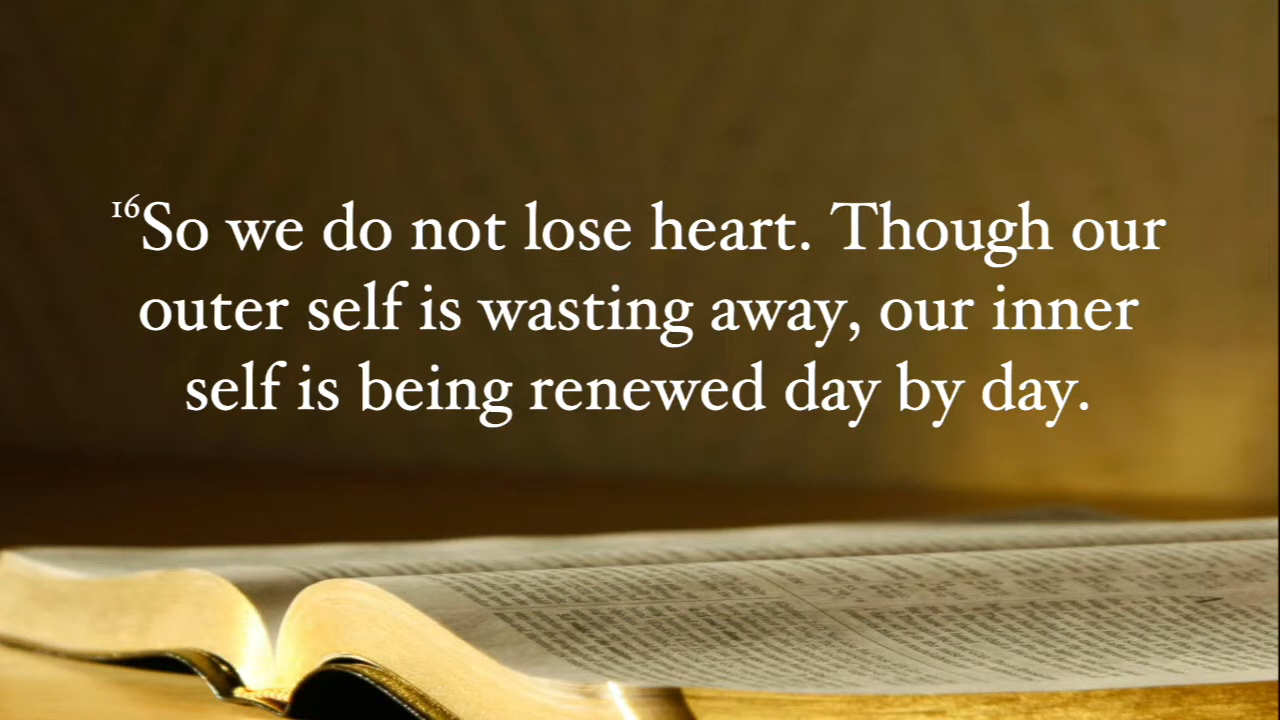 ¹⁶So we do not lose heart. Though our
outer self is wasting away, our inner
self is being renewed day by day.